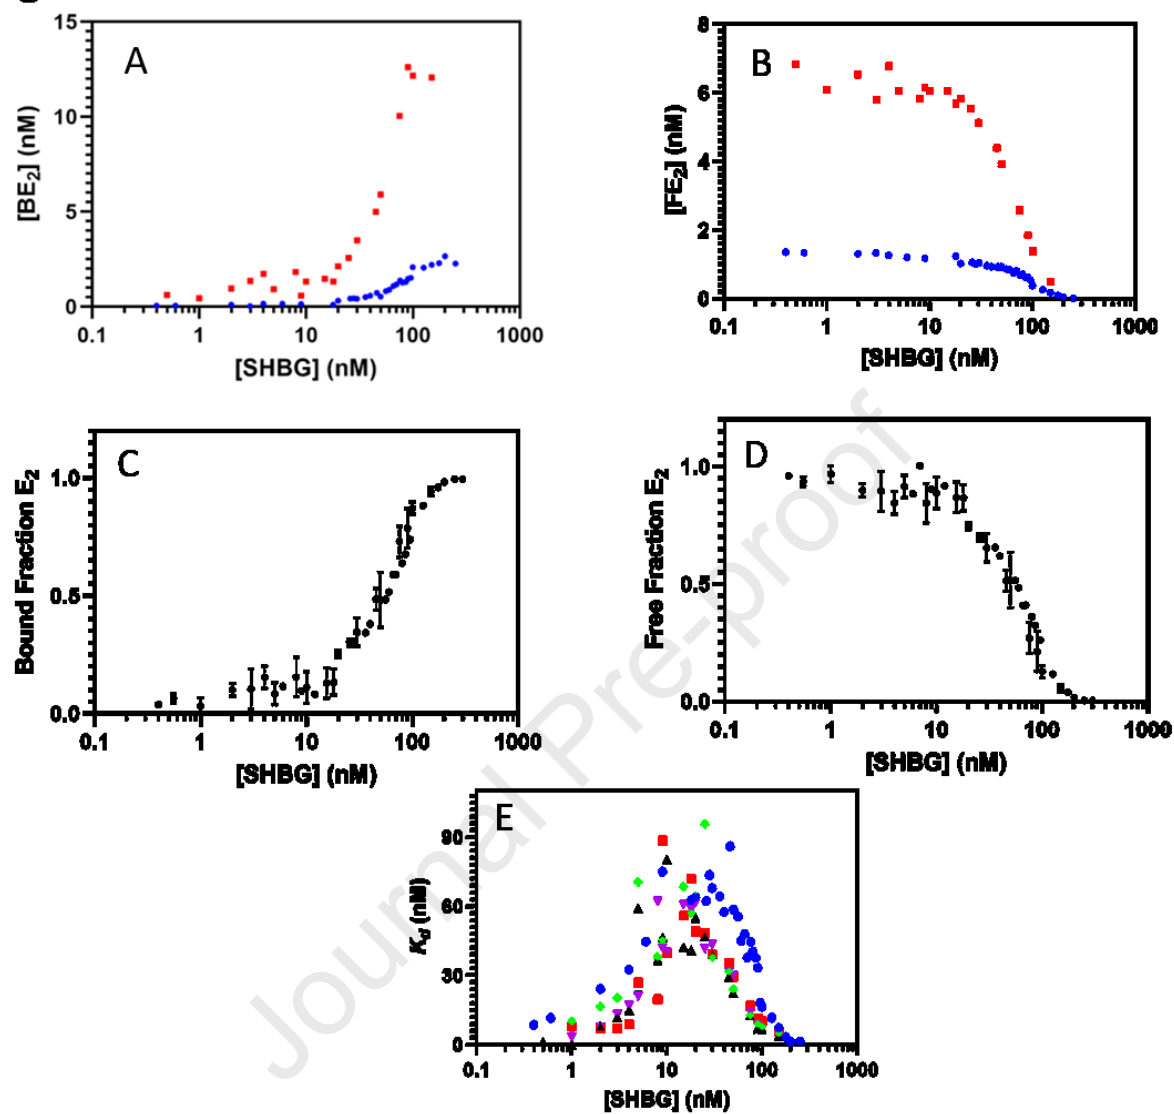 A
[BE2] (nM)
15
10
5
0
0.1 1 10 100 1000
[SHBG] (nM)
B
[FE2] (nM)
8
6
4
2
0
0.1 1 10 100 1000
[SHBG] (nM)
C
Bound Fraction E2
1.0
0.5
0.0
0.1 1 10 100 1000
[SHBG] (nM)
D
Free Fraction E2
1.0
0.5
0.0
0.1 1 10 100 1000
[SHBG] (nM)
E
Kd (nM)
90
60
30
0
0.1 1 10 100 1000
[SHBG] (nM)
Journal Pre-proof